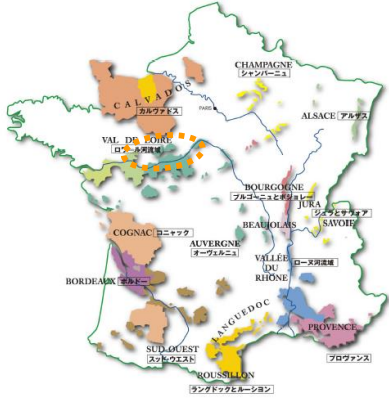 CHAMPAGNE
シャンパーニュ
CALVADOS
カルヴァドス
PARIS
ALSACE アルザス
VAL DE LOIRE
ロワール河流域
BOURGOGNE
ブルゴーニュとボジョレー
JURA
ジュラとサヴォア
SAVOIE
BEAUJOLAIS
COGNAC コニャック
AUVERGNE
オーヴェルニュ
VALLÉE
DU
RHÔNE
ローヌ河流域
BORDEAUX ボルドー
LANGUEDOC
PROVENCE
プロヴァンス
SUD-OUEST
スッド・ウエスト
ROUSSILLON
ラングドックとルーション